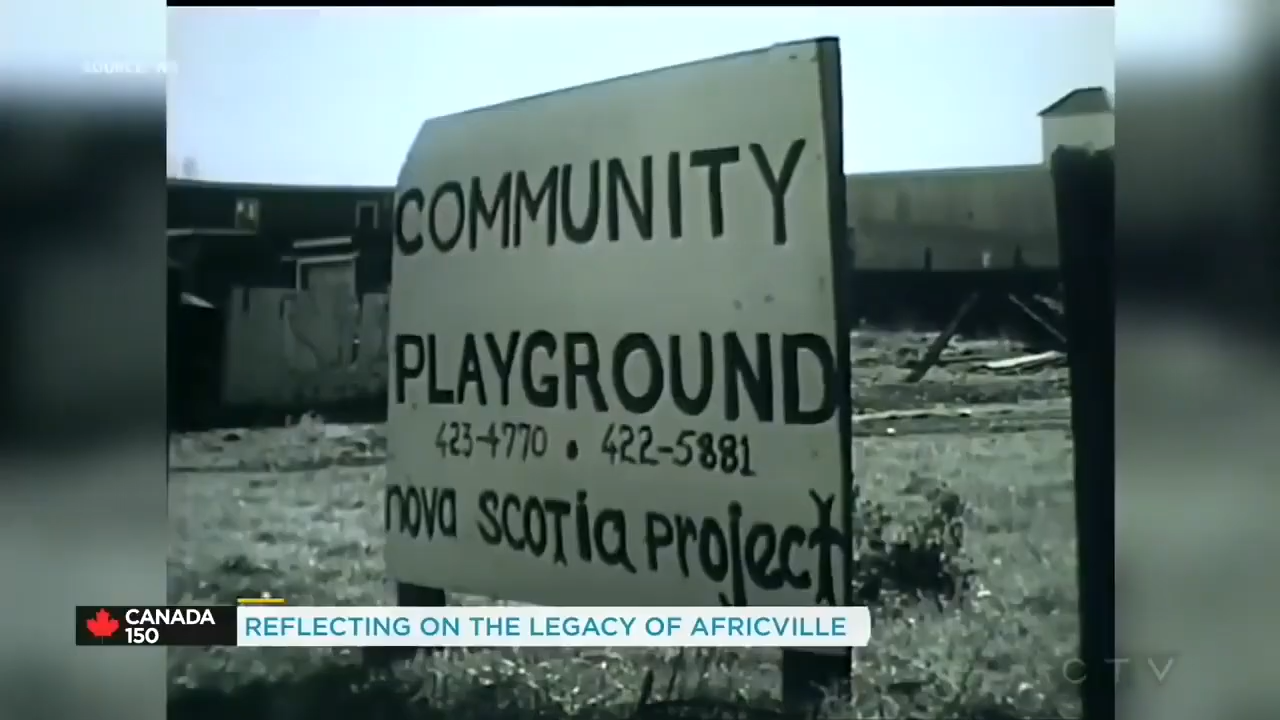 COMMUNITY
PLAYGROUND
423-4770 • 422-5881
nova SCOTia project
CANADA
150
REFLECTING ON THE LEGACY OF AFRICVILLE
CTV